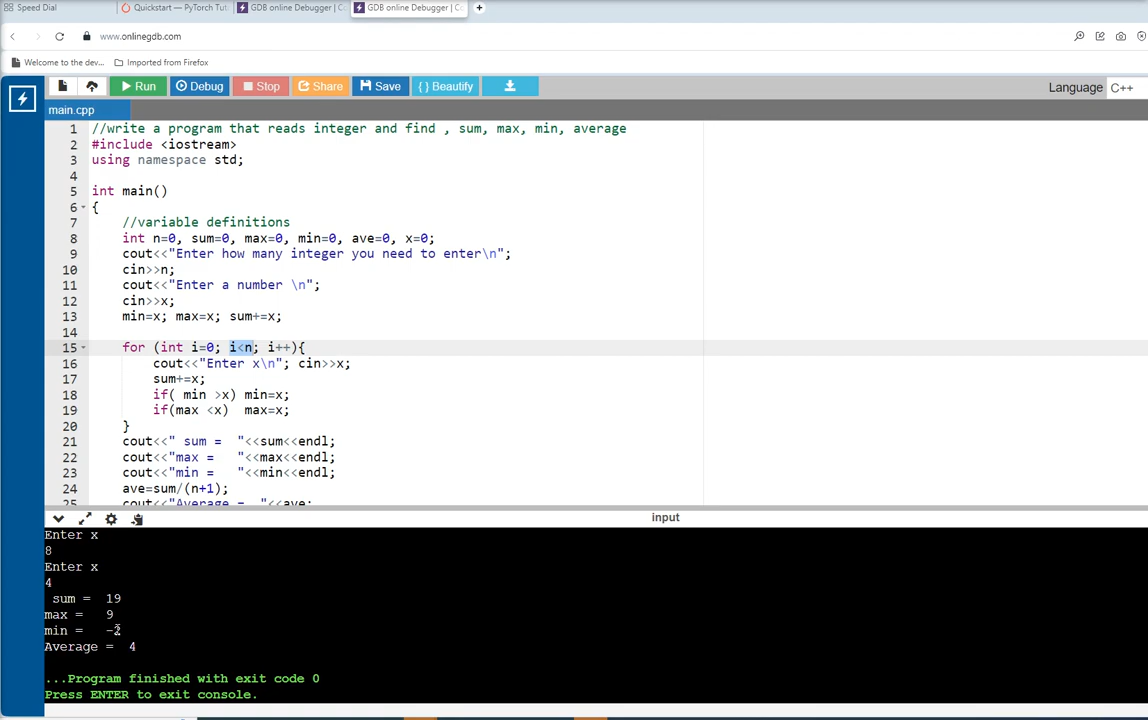 Speed Dial
Quickstart — PyTorch Tut
GDB online Debugger | C
GDB online Debugger | C
+
www.onlinegdb.com
Welcome to the dev...
Imported from Firefox
Run
Debug
Stop
Share
Save
{ } Beautify
Language C++
main.cpp
1 //write a program that reads integer and find , sum, max, min, average
2 #include <iostream>
3 using namespace std;
4
5 int main()
6 {
7 //variable definitions
8 int n=0, sum=0, max=0, min=0, ave=0, x=0;
9 cout<<"Enter how many integer you need to enter\n";
10 cin>>n;
11 cout<<"Enter a number \n";
12 cin>>x;
13 min=x; max=x; sum+=x;
14
15 for (int i=0; i<n; i++){
16 cout<<"Enter x\n"; cin>>x;
17 sum+=x;
18 if( min >x) min=x;
19 if(max <x)  max=x;
20 }
21 cout<<" sum =  "<<sum<<endl;
22 cout<<"max =   "<<max<<endl;
23 cout<<"min =   "<<min<<endl;
24 ave=sum/(n+1);
25 cout<<"Average =  "<<ave;
input
Enter x
8
Enter x
4
sum =  19
max =   9
min =   -2
Average =  4
...Program finished with exit code 0
Press ENTER to exit console.